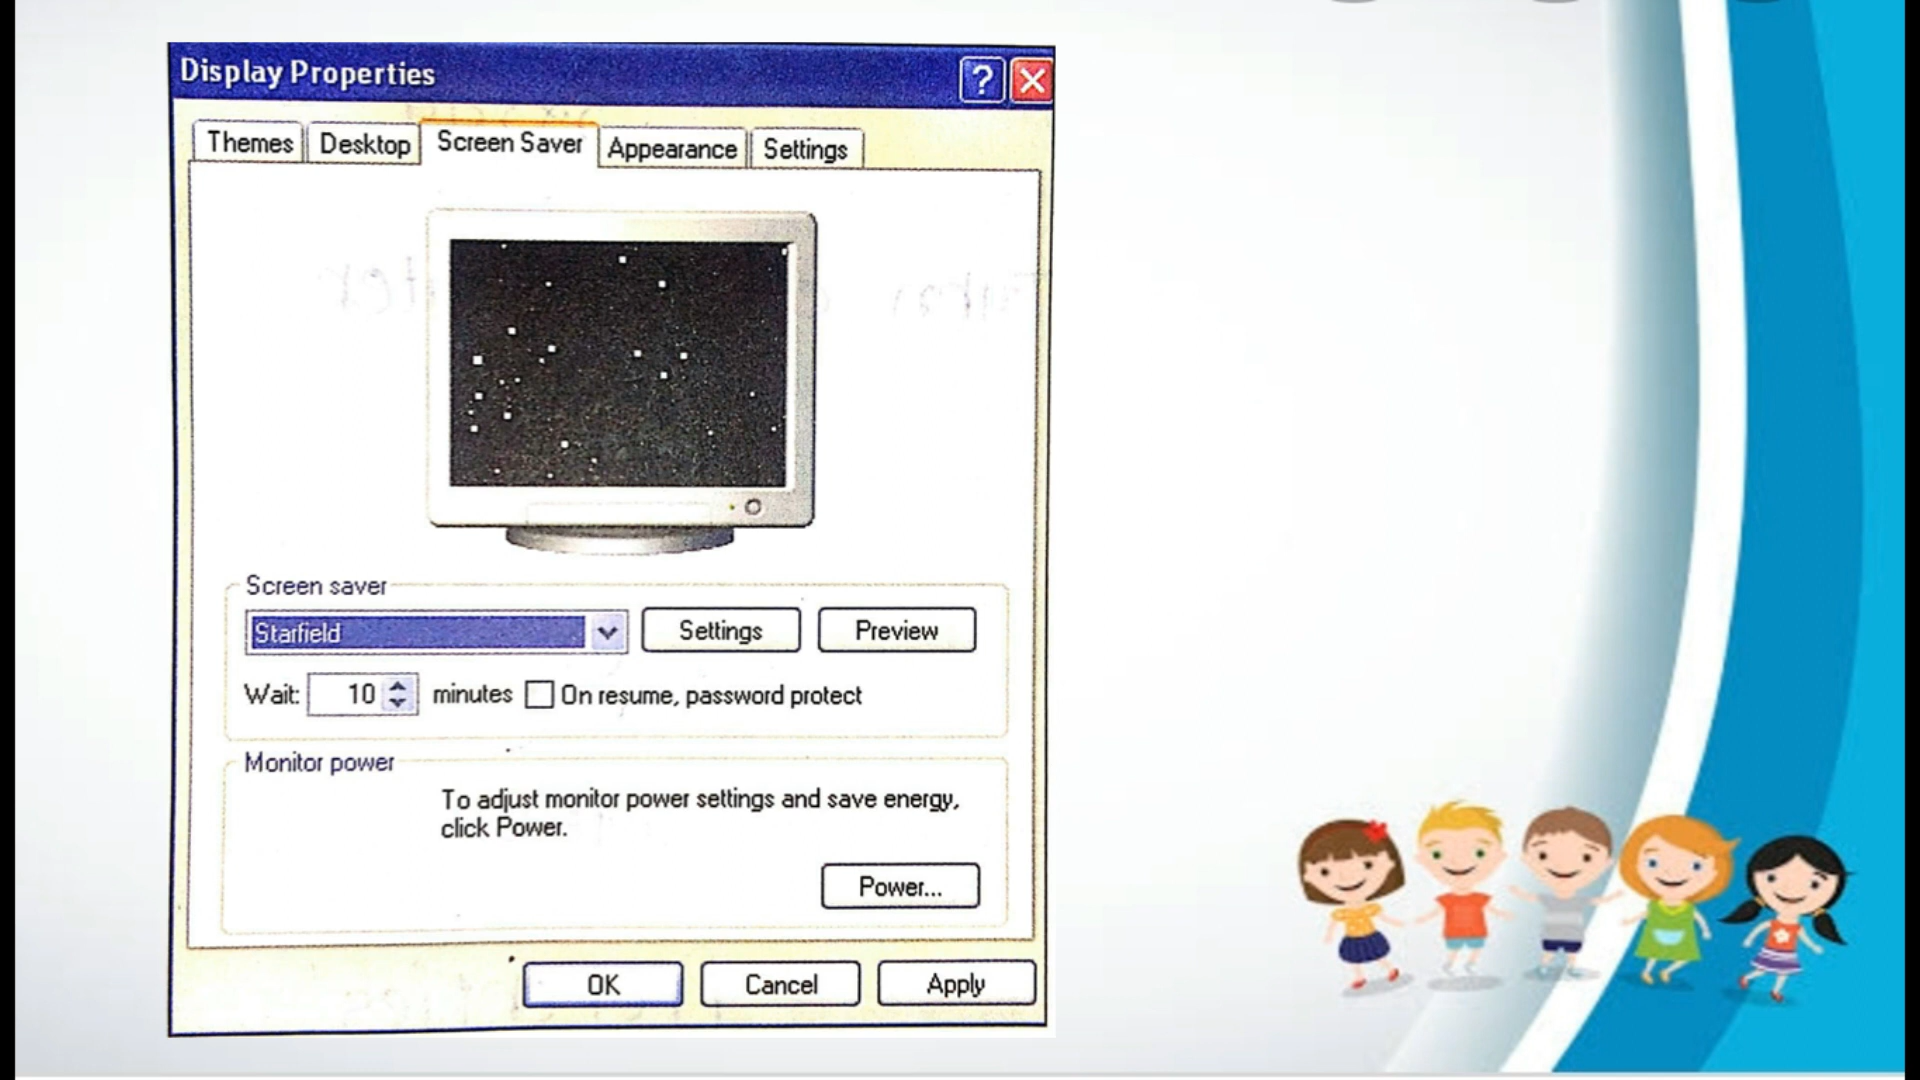 Display Properties
?
Themes Desktop Screen Saver Appearance Settings
Screen saver
Starfield Settings Preview
Wait: 10 minutes On resume, password protect
Monitor power
To adjust monitor power settings and save energy,
click Power.
Power...
OK Cancel Apply